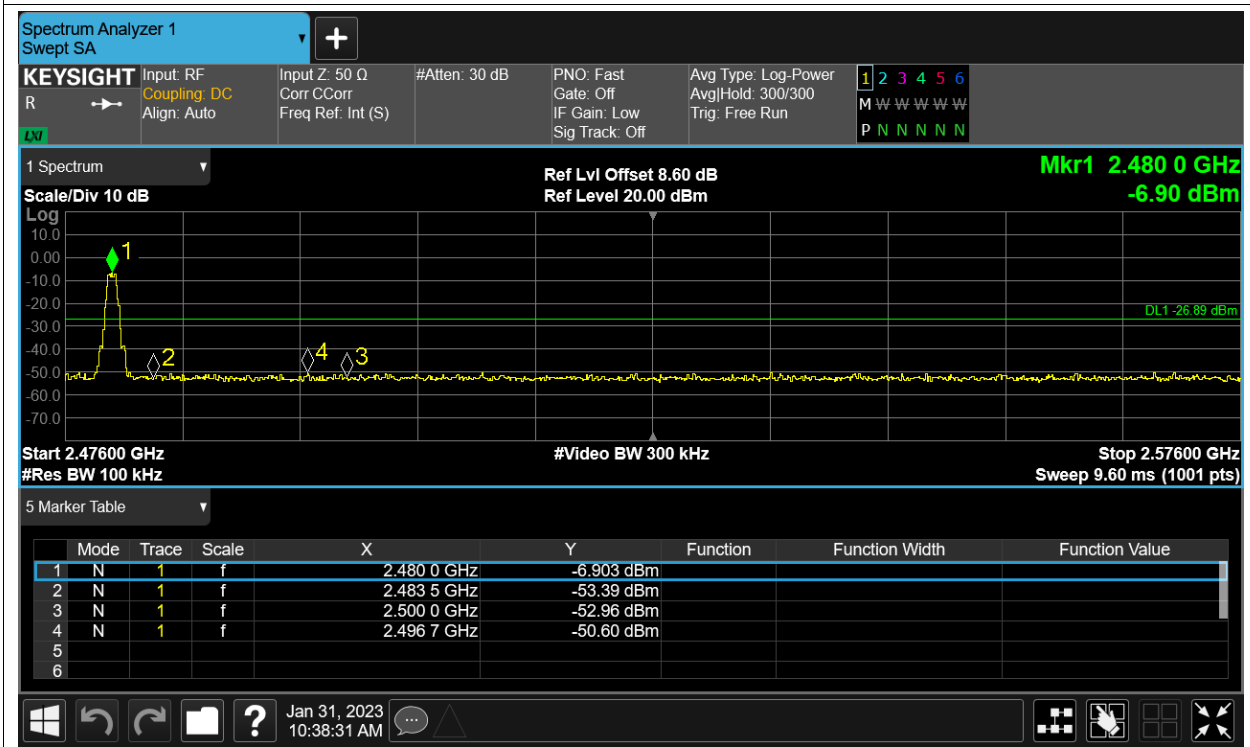 Spectrum Analyzer 1
Swept SA
+
KEYSIGHT Input: RF Input Z: 50 Ω #Atten: 30 dB PNO: Fast Avg Type: Log-Power 1 2 3 4 5 6
R Coupling: DC Corr CCorr Gate: Off Avg|Hold: 300/300 M W W W W W
Align: Auto Freq Ref: Int (S) IF Gain: Low Trig: Free Run
LXI Sig Track: Off P N N N N N
1 Spectrum Ref Lvl Offset 8.60 dB Mkr1 2.480 0 GHz
Scale/Div 10 dB Ref Level 20.00 dBm -6.90 dBm
Log
10.0
1
0.00
-10.0
-20.0
DL1 -26.89 dBm
-30.0
-40.0
2 4 3
-50.0
-60.0
-70.0
Start 2.47600 GHz #Video BW 300 kHz Stop 2.57600 GHz
#Res BW 100 kHz Sweep 9.60 ms (1001 pts)
5 Marker Table
Mode Trace Scale X Y Function Function Width Function Value
1 N 1 f 2.480 0 GHz -6.903 dBm
2 N 1 f 2.483 5 GHz -53.39 dBm
3 N 1 f 2.500 0 GHz -52.96 dBm
4 N 1 f 2.496 7 GHz -50.60 dBm
5
6
? Jan 31, 2023
10:38:31 AM